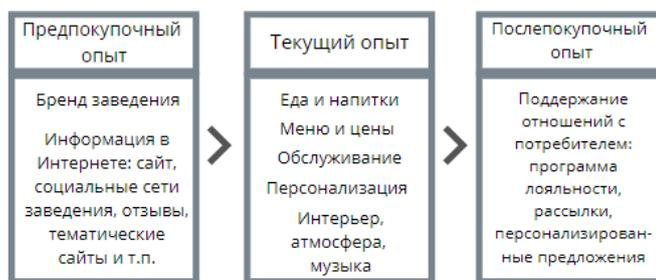 Предпокупочный
опыт
Бренд заведения
Информация в
Интернете: сайт,
социальные сети
заведения, отзывы,
тематические
сайты и т.п.
Текущий опыт
Еда и напитки
Меню и цены
Обслуживание
Персонализация
Интерьер,
атмосфера,
музыка
Послепокупочный
опыт
Поддержание
отношений с
потребителем:
программа
лояльности,
рассылки,
персонализирован-
ные предложения